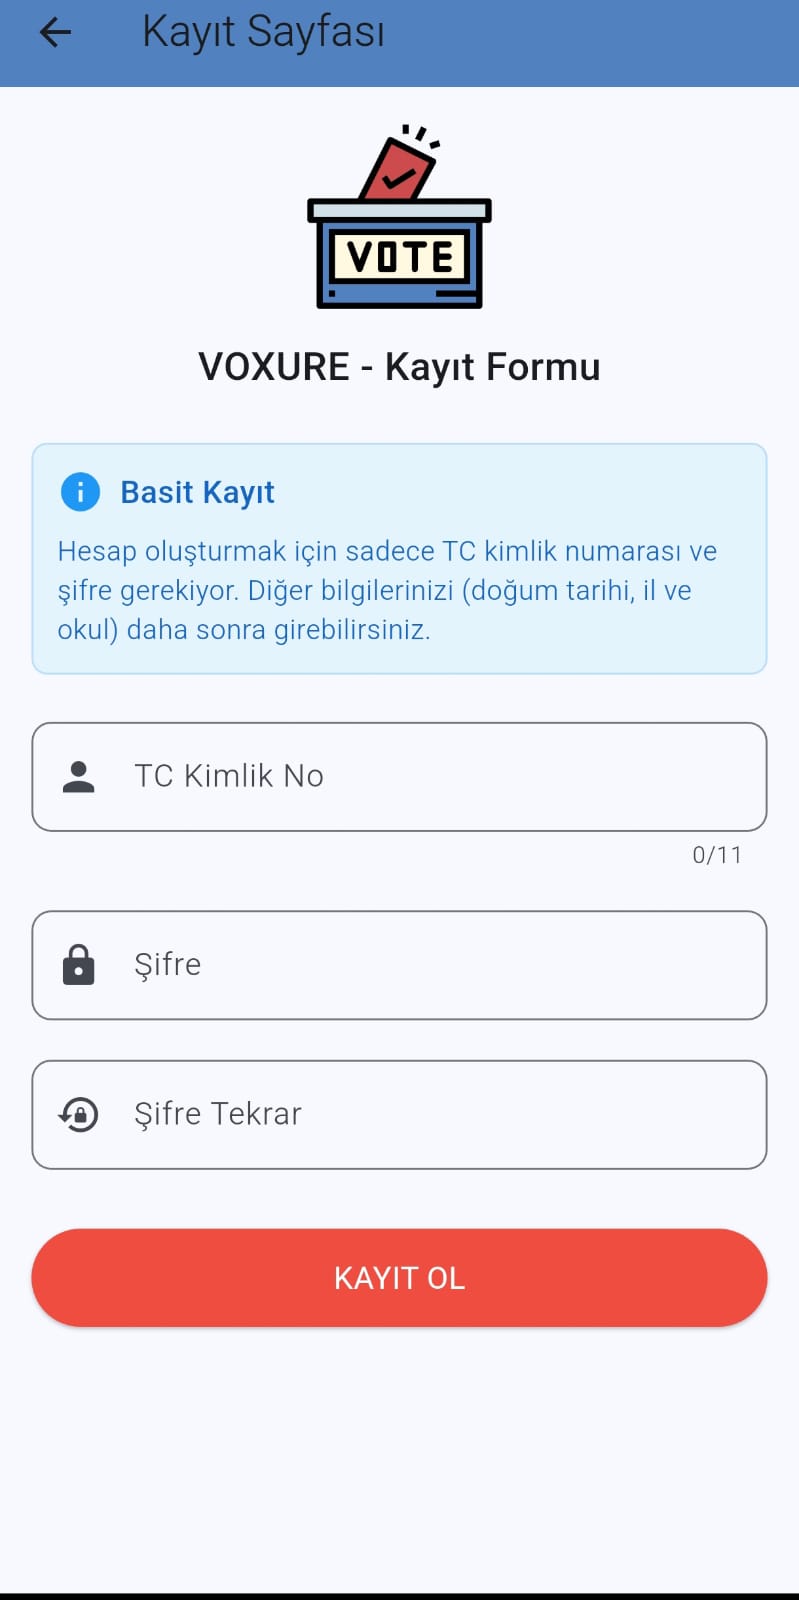 Kayıt Sayfası
VOTE
VOXURE - Kayıt Formu
Basit Kayıt
Hesap oluşturmak için sadece TC kimlik numarası ve
şifre gerekiyor. Diğer bilgilerinizi (doğum tarihi, il ve
okul) daha sonra girebilirsiniz.
TC Kimlik No
0/11
Şifre
Şifre Tekrar
KAYIT OL